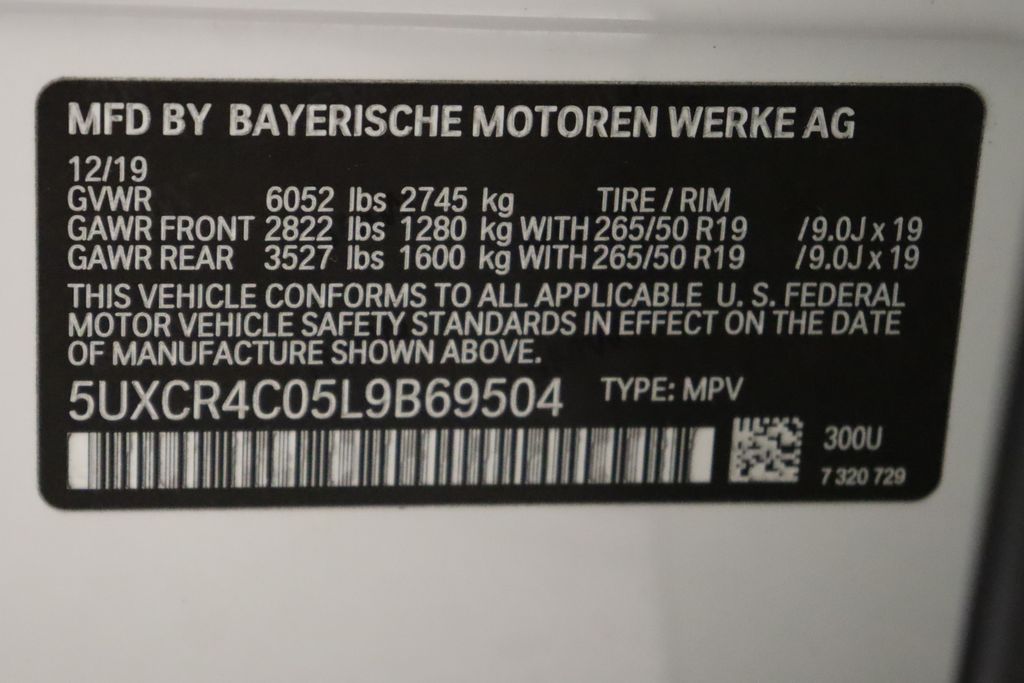 MFD BY BAYERISCHE MOTOREN WERKE AG
12/19
GVWR 6052 lbs 2745 kg TIRE / RIM
GAWR FRONT 2822 lbs 1280 kg WITH 265/50 R19 /9.0J x 19
GAWR REAR 3527 lbs 1600 kg WITH 265/50 R19 /9.0J x 19
THIS VEHICLE CONFORMS TO ALL APPLICABLE U. S. FEDERAL
MOTOR VEHICLE SAFETY STANDARDS IN EFFECT ON THE DATE
OF MANUFACTURE SHOWN ABOVE.
5UXCR4C05L9B69504 TYPE: MPV
300U
7 320 729